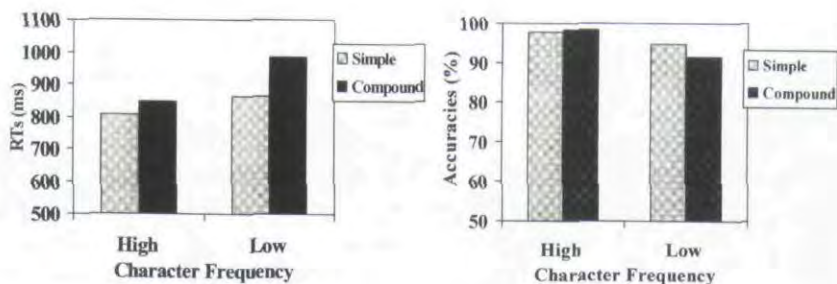 1100
1000
900
800
700
600
500
RTs (ms)
High Low
Character Frequency
Simple
Compound
100
90
80
70
60
50
Accuracies (%)
High Low
Character Frequency
Simple
Compound